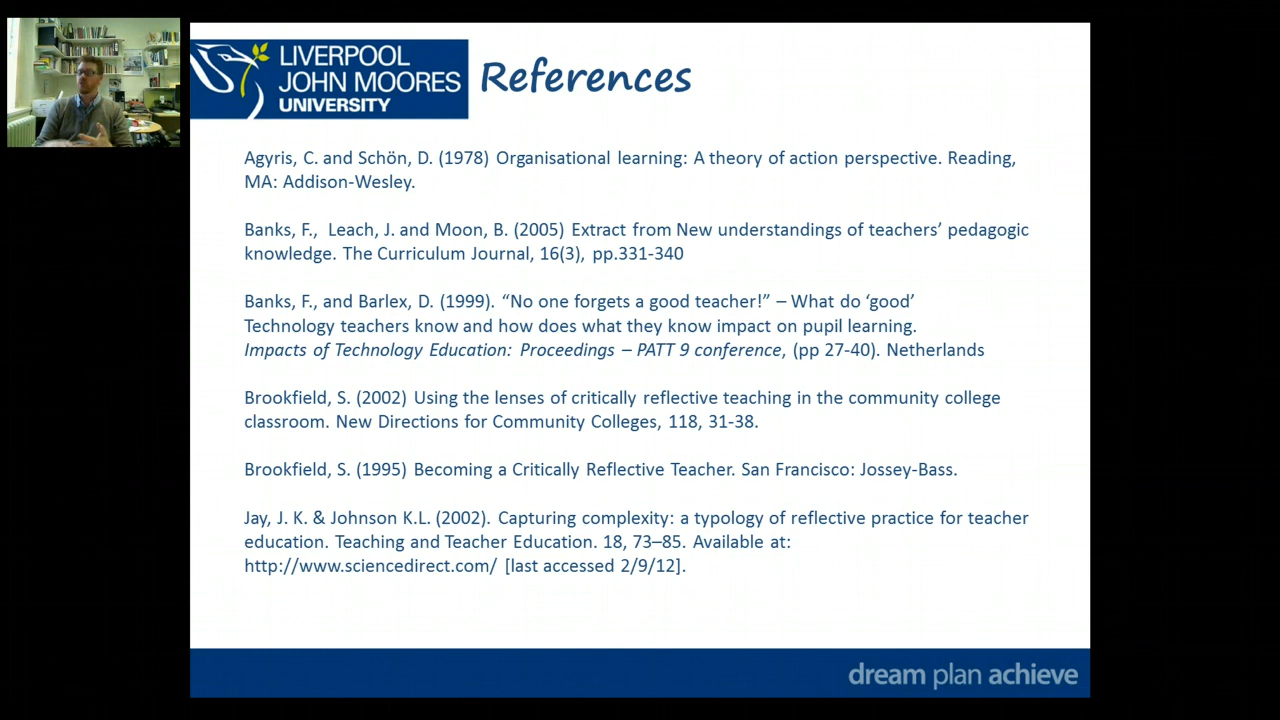 LIVERPOOL
JOHN MOORES
UNIVERSITY
References
Agyris, C. and Schön, D. (1978) Organisational learning: A theory of action perspective. Reading,
MA: Addison-Wesley.
Banks, F.,  Leach, J. and Moon, B. (2005) Extract from New understandings of teachers’ pedagogic
knowledge. The Curriculum Journal, 16(3), pp.331-340
Banks, F., and Barlex, D. (1999). “No one forgets a good teacher!” – What do ‘good’
Technology teachers know and how does what they know impact on pupil learning.
Impacts of Technology Education: Proceedings – PATT 9 conference, (pp 27-40). Netherlands
Brookfield, S. (2002) Using the lenses of critically reflective teaching in the community college
classroom. New Directions for Community Colleges, 118, 31-38.
Brookfield, S. (1995) Becoming a Critically Reflective Teacher. San Francisco: Jossey-Bass.
Jay, J. K. & Johnson K.L. (2002). Capturing complexity: a typology of reflective practice for teacher
education. Teaching and Teacher Education. 18, 73–85. Available at:
http://www.sciencedirect.com/ [last accessed 2/9/12].
dream plan achieve